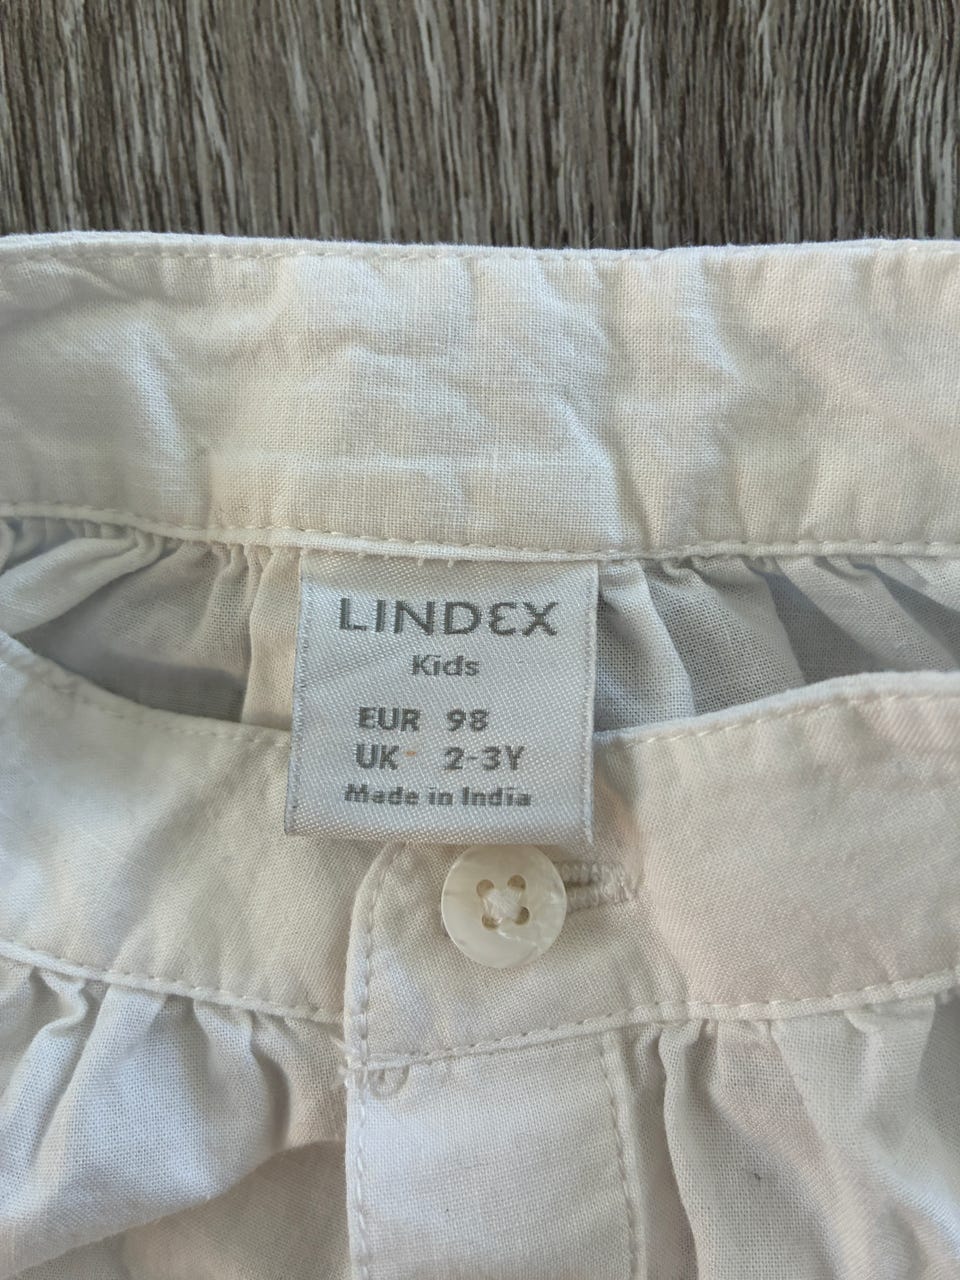 LINDEX
Kids
EUR 98
UK 2-3Y
Made in India